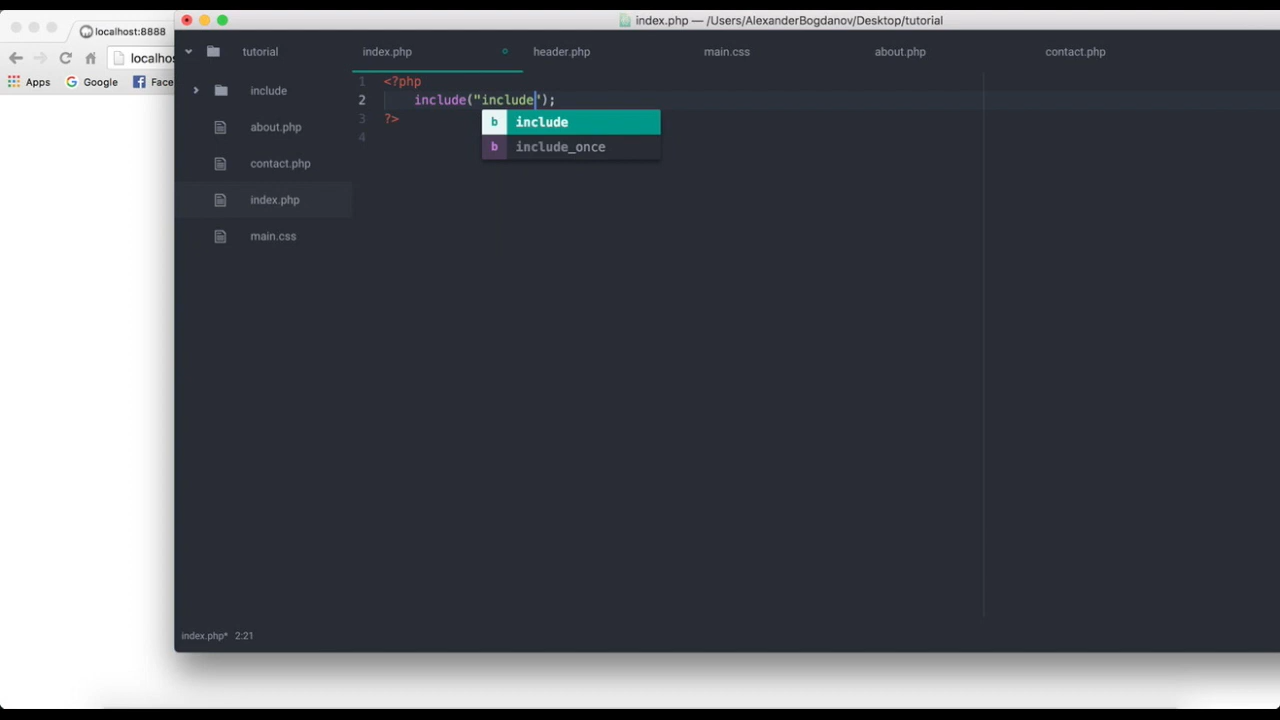 index.php — /Users/AlexanderBogdanov/Desktop/tutorial
localhost:8888
tutorial
index.php
header.php
main.css
about.php
contact.php
localhos
Apps
Google
Face
include
about.php
contact.php
index.php
main.css
1 <?php
2 include("include");
3 ?>
4
b include
b include_once
index.php* 2:21